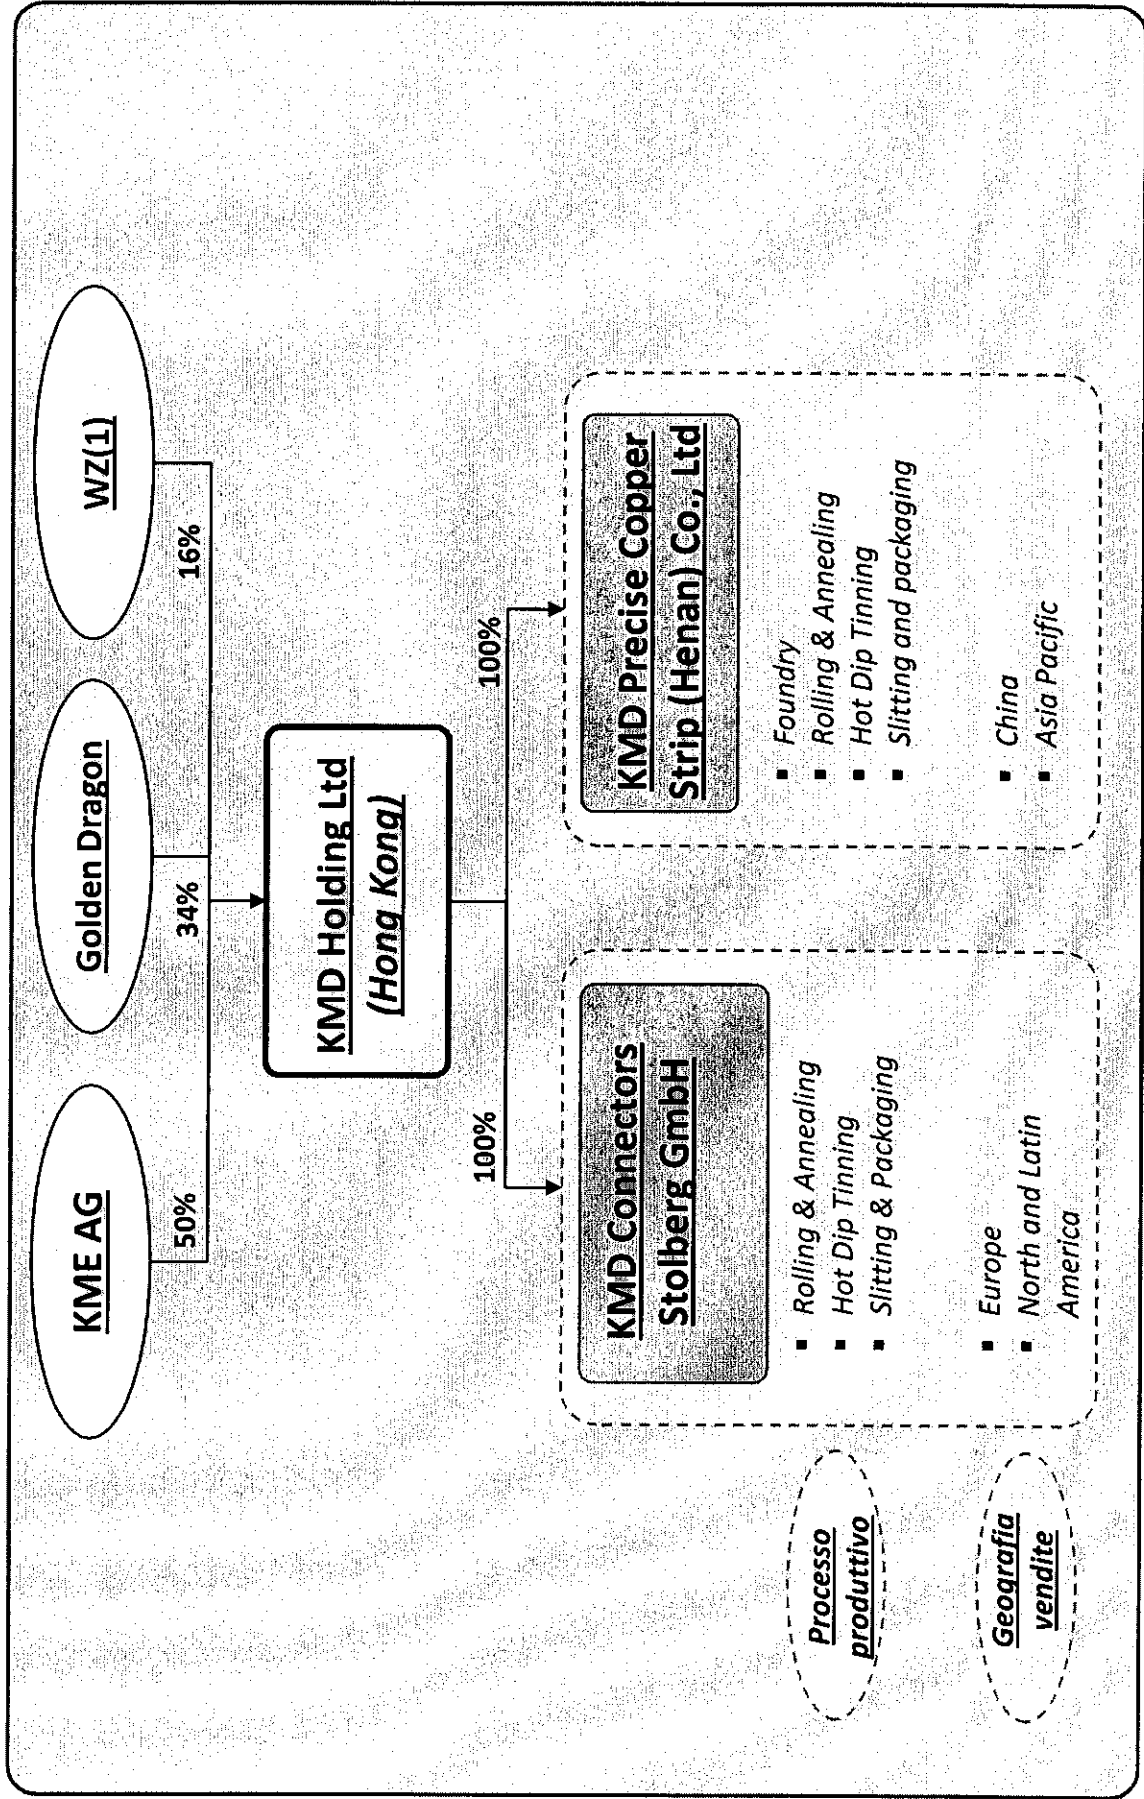 KME AG
Golden Dragon
WZ(1)
50%
34%
16%
KMD Holding Ltd
(Hong Kong)
100%
100%
KMD Connectors
Stolberg GmbH
KMD Precise Copper
Strip (Henan) Co., Ltd
Processo
produttivo
▪ Rolling & Annealing
▪ Hot Dip Tinning
▪ Slitting & Packaging
▪ Foundry
▪ Rolling & Annealing
▪ Hot Dip Tinning
▪ Slitting and packaging
Geografia
vendite
▪ Europe
▪ North and Latin
America
▪ China
▪ Asia Pacific